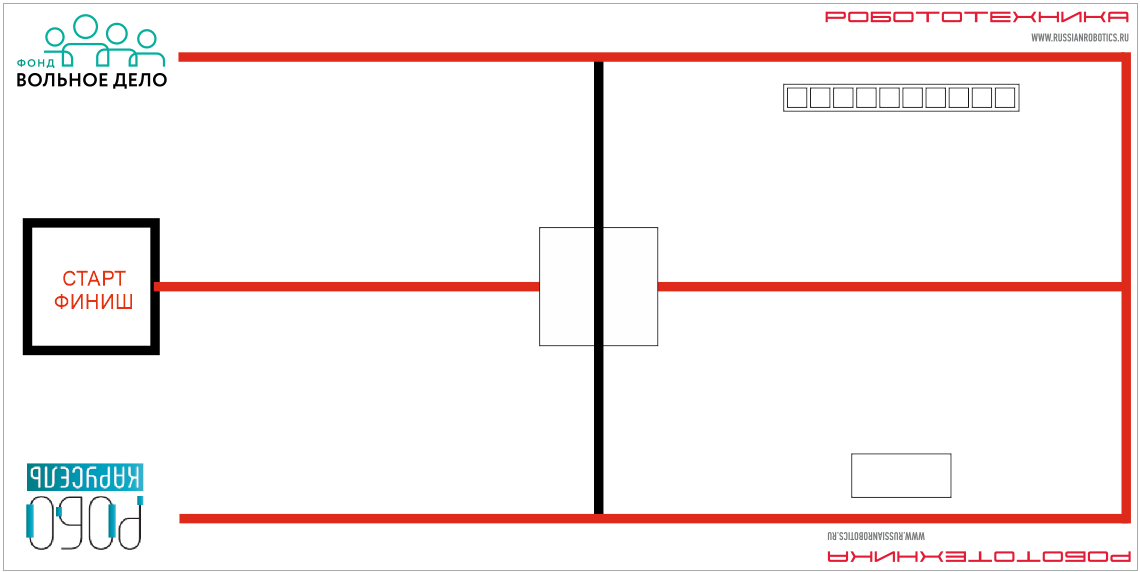 РОБОТОТЕХНИКА
WWW.RUSSIANROBOTICS.RU
ФОНД
ВОЛЬНОЕ ДЕЛО
СТАРТ
ФИНИШ
КАРУСЕЛЬ
РОБО
WWW.RUSSIANROBOTICS.RU
РОБОТОТЕХНИКА